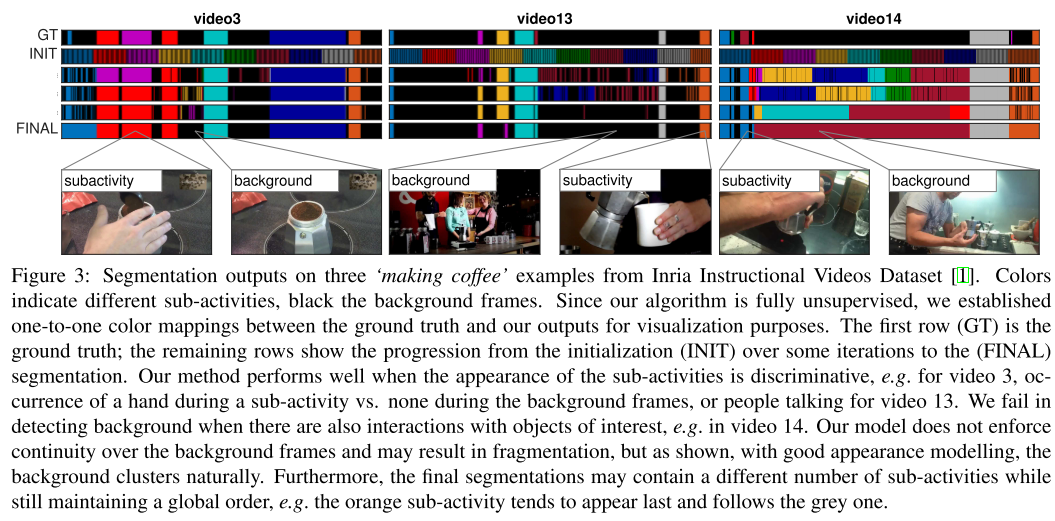 video3
video13
video14
GT
INIT
FINAL
subactivity
background
background
subactivity
subactivity
background
Figure 3: Segmentation outputs on three ‘making coffee’ examples from Inria Instructional Videos Dataset [1]. Colors
indicate different sub-activities, black the background frames. Since our algorithm is fully unsupervised, we established
one-to-one color mappings between the ground truth and our outputs for visualization purposes. The first row (GT) is the
ground truth; the remaining rows show the progression from the initialization (INIT) over some iterations to the (FINAL)
segmentation. Our method performs well when the appearance of the sub-activities is discriminative, e.g. for video 3, oc-
currence of a hand during a sub-activity vs. none during the background frames, or people talking for video 13. We fail in
detecting background when there are also interactions with objects of interest, e.g. in video 14. Our model does not enforce
continuity over the background frames and may result in fragmentation, but as shown, with good appearance modelling, the
background clusters naturally. Furthermore, the final segmentations may contain a different number of sub-activities while
still maintaining a global order, e.g. the orange sub-activity tends to appear last and follows the grey one.